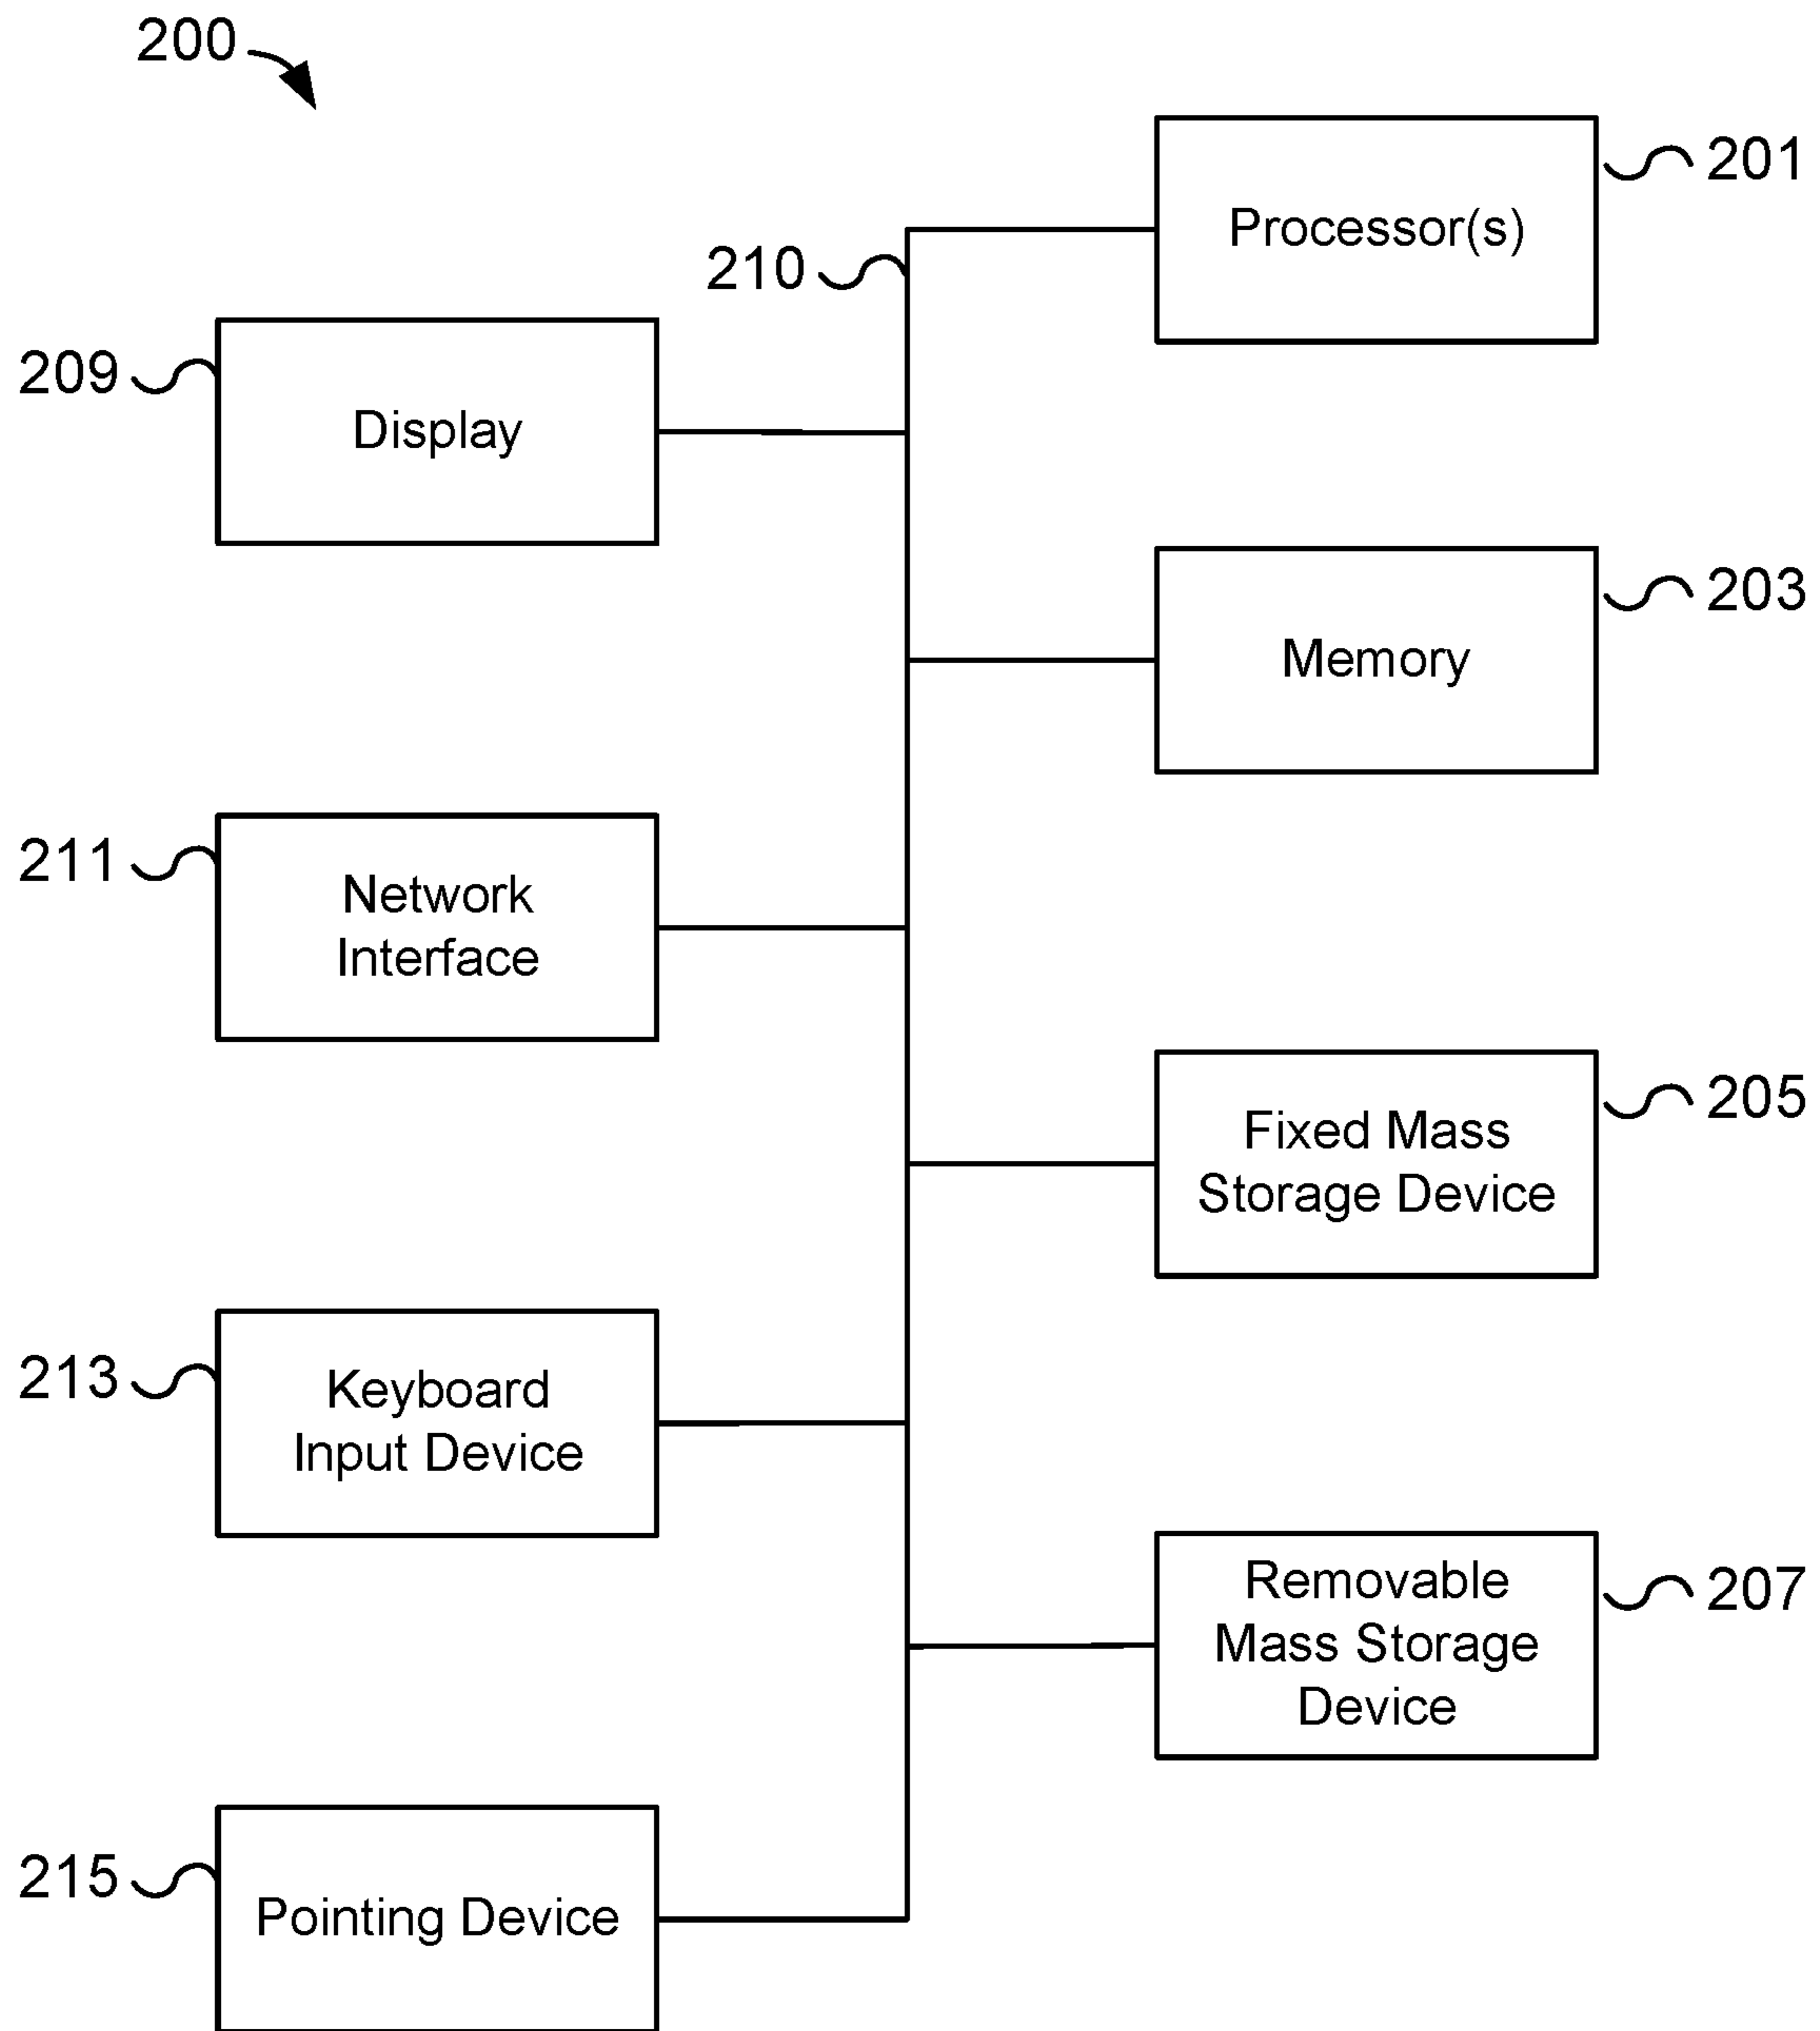 200
201
Processor(s)
210
209
Display
203
Memory
211
Network
Interface
205
Fixed Mass
Storage Device
213
Keyboard
Input Device
207
Removable
Mass Storage
Device
215
Pointing Device